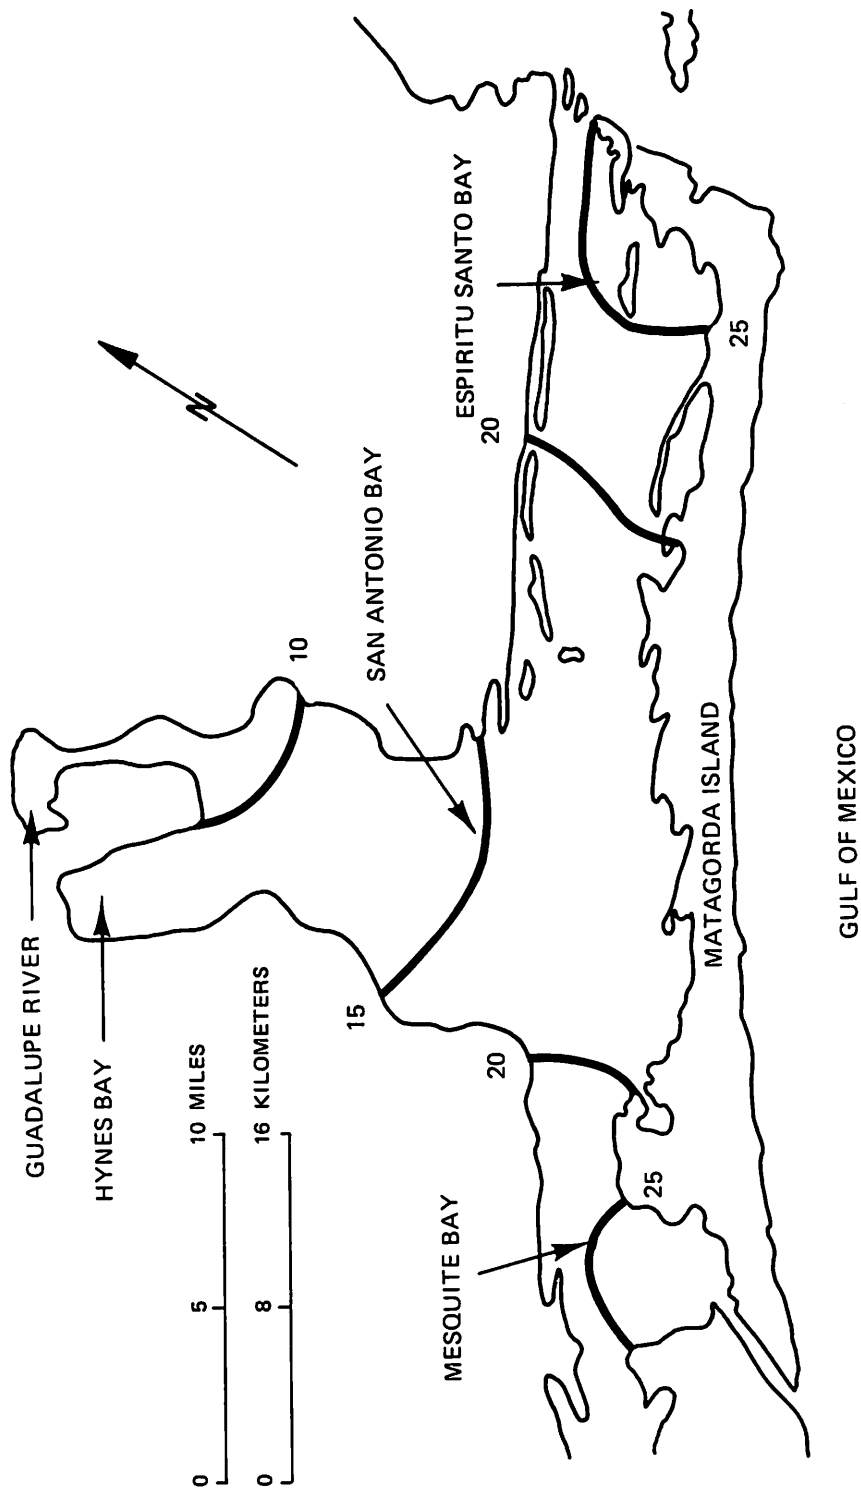 GUADALUPE RIVER
HYNES BAY
0 5 10 MILES
0 8 16 KILOMETERS
N
10
15
SAN ANTONIO BAY
20
20
ESPIRITU SANTO BAY
MESQUITE BAY
25
25
MATAGORDA ISLAND
GULF OF MEXICO